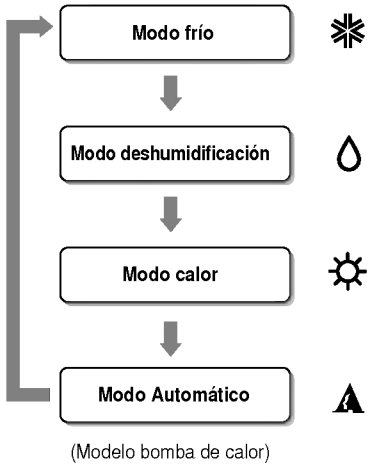 Modo frío
Modo deshumidificación
Modo calor
Modo Automático
(Modelo bomba de calor)